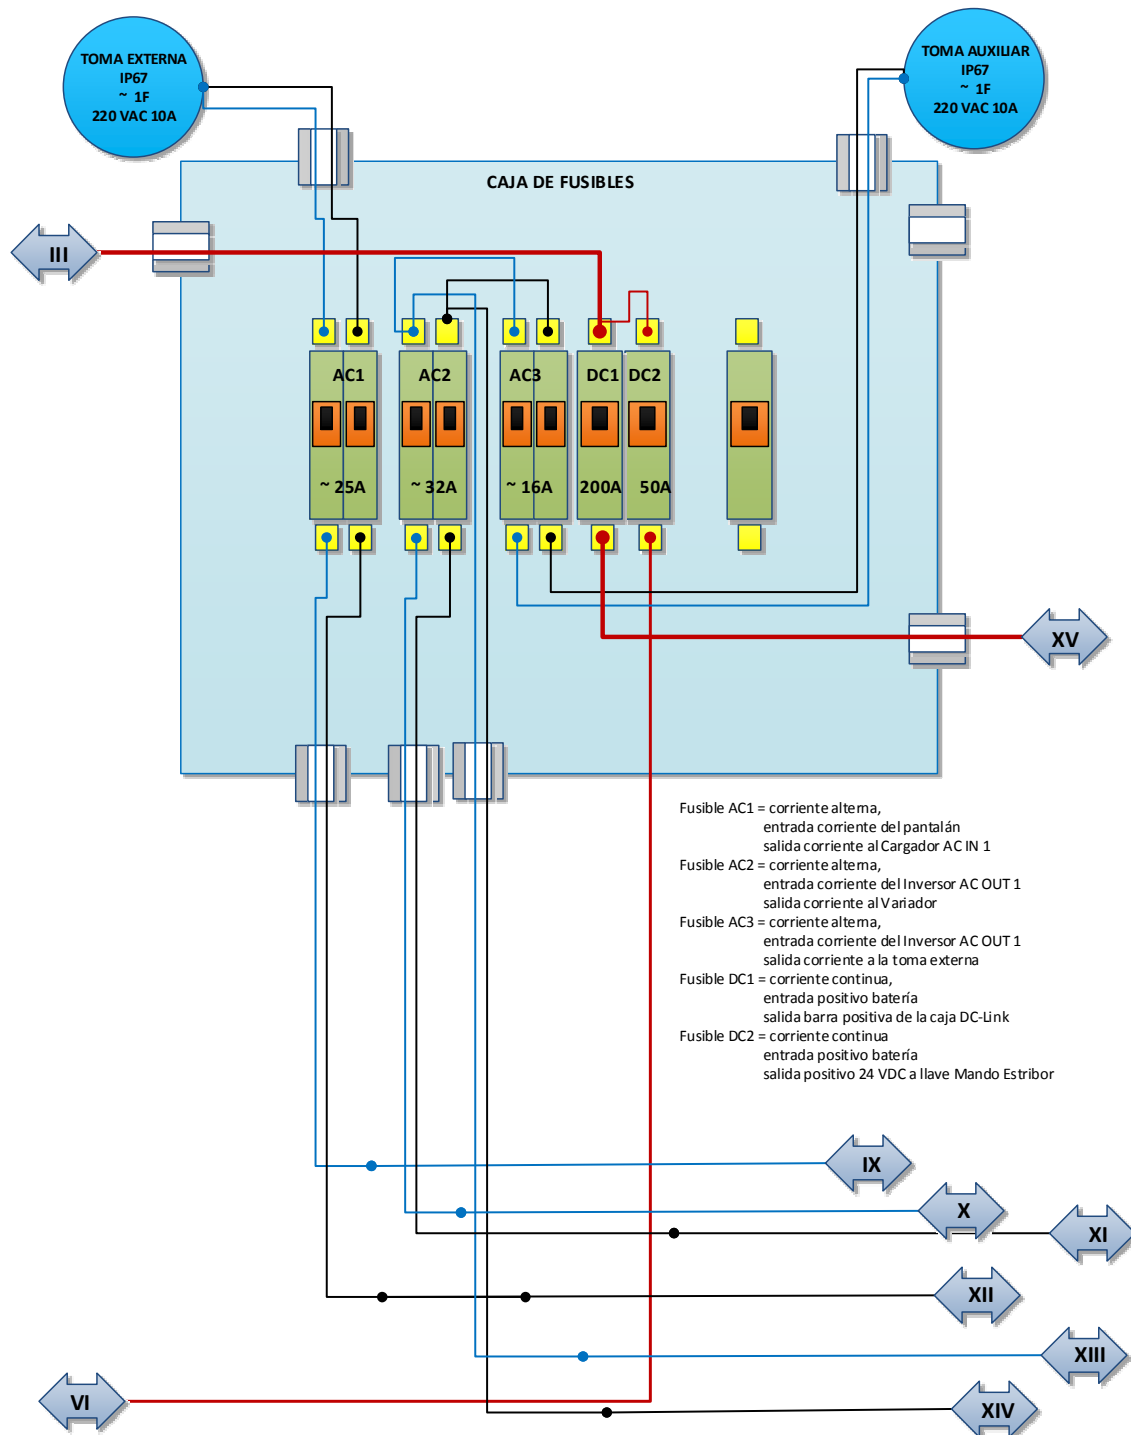 TOMA EXTERNA
IP67
~ 1F
220 VAC 10A
TOMA AUXILIAR
IP67
~ 1F
220 VAC 10A
CAJA DE FUSIBLES
III
AC1
AC2
AC3
DC1
DC2
~ 25A
~ 32A
~ 16A
200A
50A
XV
Fusible AC1 = corriente alterna,
entrada corriente del pantalán
salida corriente al Cargador AC IN 1
Fusible AC2 = corriente alterna,
entrada corriente del Inversor AC OUT 1
salida corriente al Variador
Fusible AC3 = corriente alterna,
entrada corriente del Inversor AC OUT 1
salida corriente a la toma externa
Fusible DC1 = corriente continua,
entrada positivo batería
salida barra positiva de la caja DC-Link
Fusible DC2 = corriente continua
entrada positivo batería
salida positivo 24 VDC a llave Mando Estribor
IX
X
XI
XII
XIII
VI
XIV